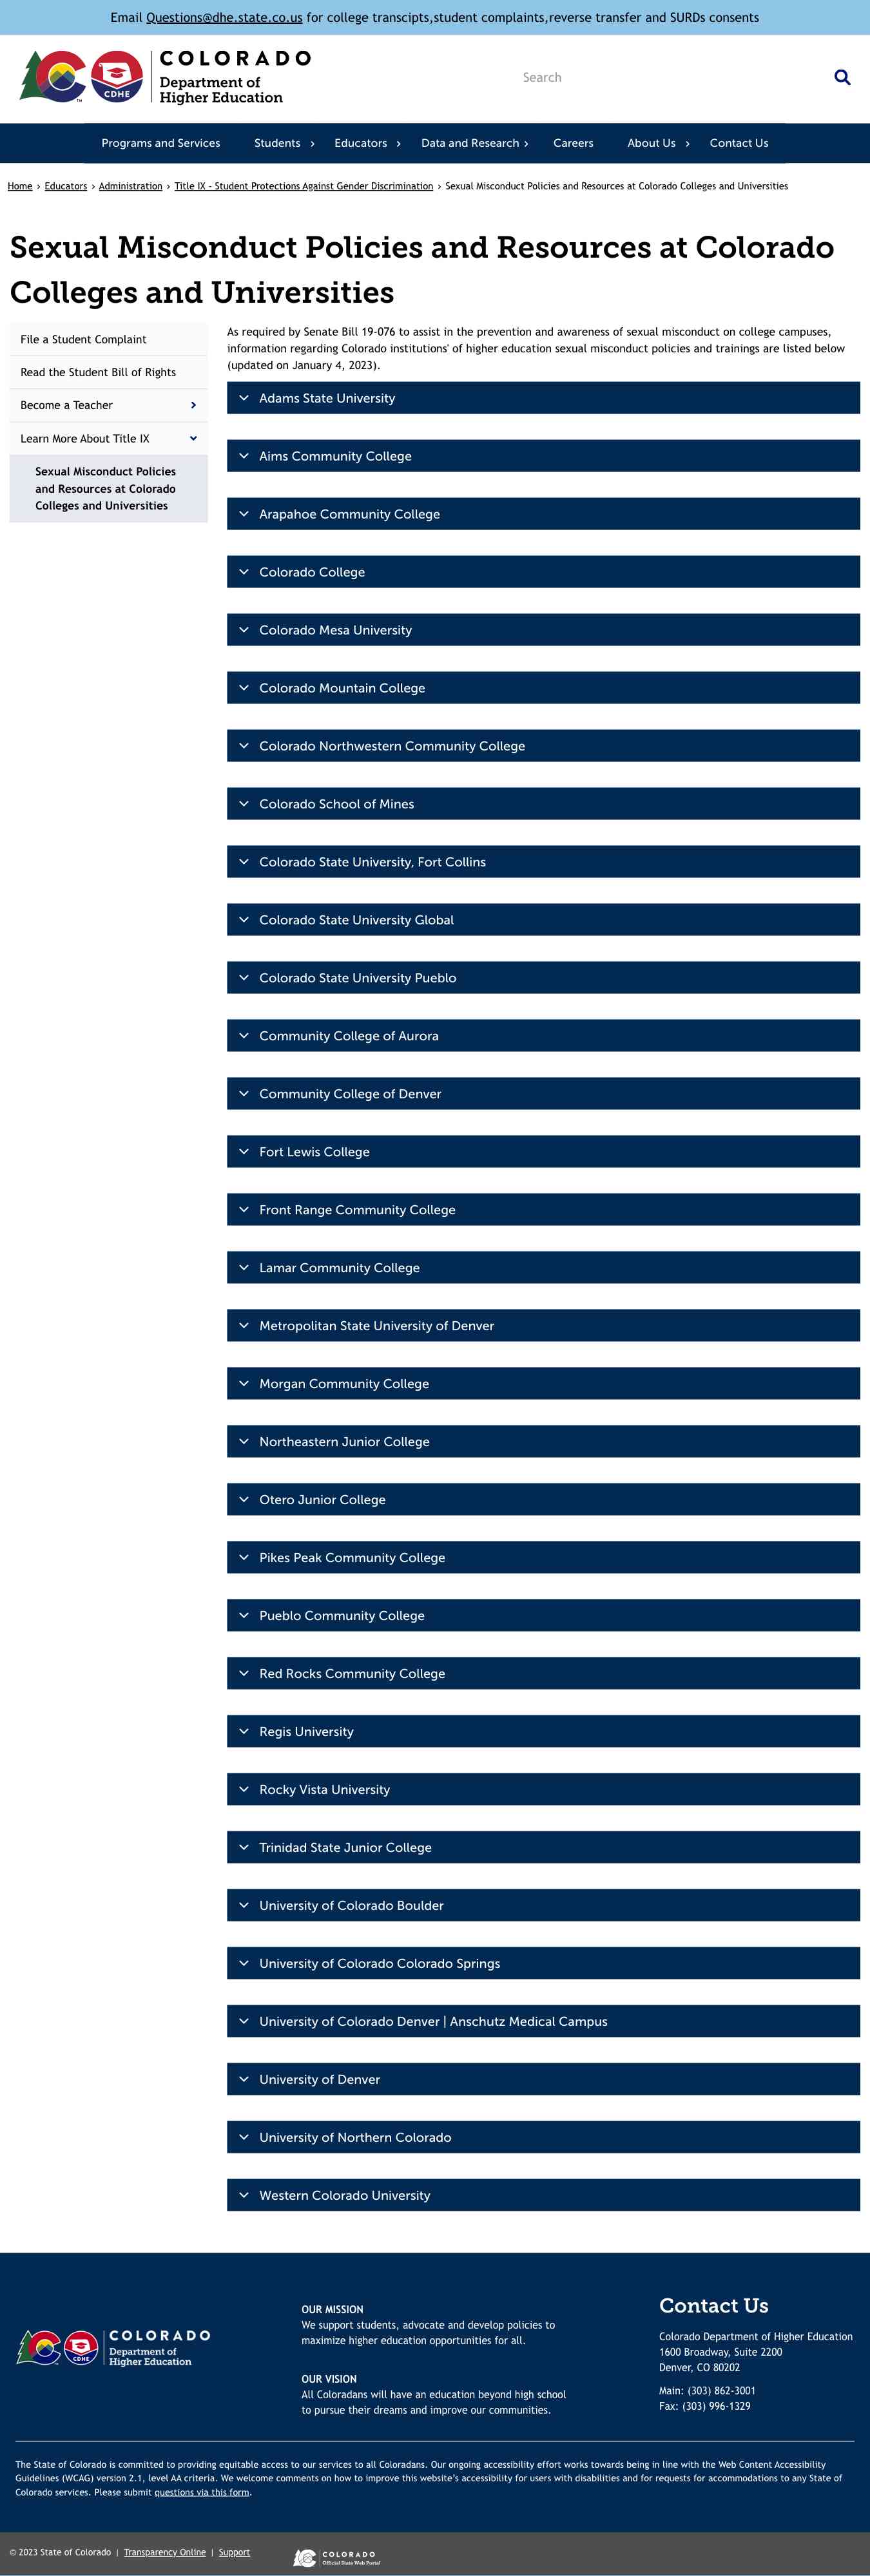 Email Questions@dhe.state.co.us for college transcipts,student complaints,reverse transfer and SURDs consents
COLORADO
Department of
Higher Education
CDHE
TM
Search
Programs and Services Students Educators Data and Research Careers About Us Contact Us
Home › Educators › Administration › Title IX - Student Protections Against Gender Discrimination › Sexual Misconduct Policies and Resources at Colorado Colleges and Universities
Sexual Misconduct Policies and Resources at Colorado
Colleges and Universities
File a Student Complaint
Read the Student Bill of Rights
Become a Teacher
Learn More About Title IX
Sexual Misconduct Policies
and Resources at Colorado
Colleges and Universities
As required by Senate Bill 19-076 to assist in the prevention and awareness of sexual misconduct on college campuses,
information regarding Colorado institutions' of higher education sexual misconduct policies and trainings are listed below
(updated on January 4, 2023).
Adams State University
Aims Community College
Arapahoe Community College
Colorado College
Colorado Mesa University
Colorado Mountain College
Colorado Northwestern Community College
Colorado School of Mines
Colorado State University, Fort Collins
Colorado State University Global
Colorado State University Pueblo
Community College of Aurora
Community College of Denver
Fort Lewis College
Front Range Community College
Lamar Community College
Metropolitan State University of Denver
Morgan Community College
Northeastern Junior College
Otero Junior College
Pikes Peak Community College
Pueblo Community College
Red Rocks Community College
Regis University
Rocky Vista University
Trinidad State Junior College
University of Colorado Boulder
University of Colorado Colorado Springs
University of Colorado Denver | Anschutz Medical Campus
University of Denver
University of Northern Colorado
Western Colorado University
COLORADO
Department of
Higher Education
CDHE
OUR MISSION
We support students, advocate and develop policies to
maximize higher education opportunities for all.
OUR VISION
All Coloradans will have an education beyond high school
to pursue their dreams and improve our communities.
Contact Us
Colorado Department of Higher Education
1600 Broadway, Suite 2200
Denver, CO 80202
Main: (303) 862-3001
Fax: (303) 996-1329
The State of Colorado is committed to providing equitable access to our services to all Coloradans. Our ongoing accessibility effort works towards being in line with the Web Content Accessibility
Guidelines (WCAG) version 2.1, level AA criteria. We welcome comments on how to improve this website's accessibility for users with disabilities and for requests for accommodations to any State of
Colorado services. Please submit questions via this form.
© 2023 State of Colorado | Transparency Online | Support
COLORADO
Official State Web Portal